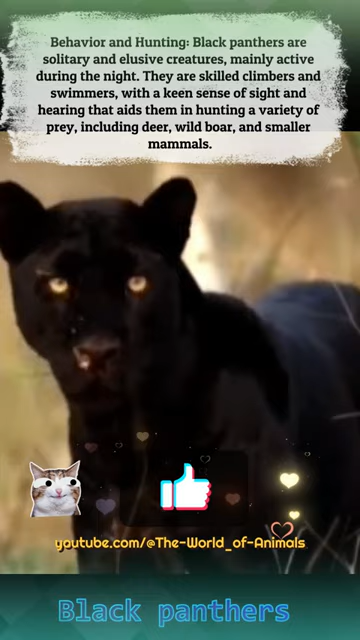 Behavior and Hunting: Black panthers are
solitary and elusive creatures, mainly active
during the night. They are skilled climbers and
swimmers, with a keen sense of sight and
hearing that aids them in hunting a variety of
prey, including deer, wild boar, and smaller
mammals.
youtube.com/@The-World_of-Animals
Black panthers